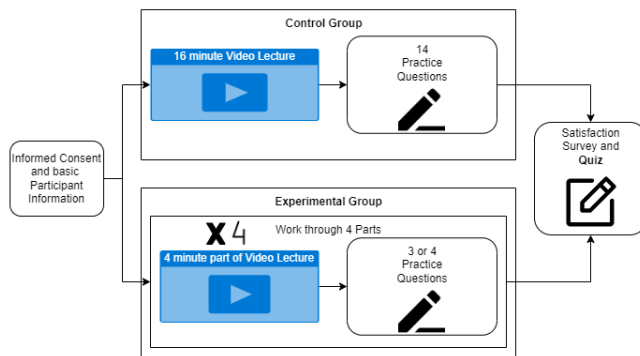 Control Group
16 minute Video Lecture
14
Practice
Questions
Informed Consent
and basic
Participant
Information
Satisfaction
Survey and
Quiz
Experimental Group
X 4
Work through 4 Parts
4 minute part of Video Lecture
3 or 4
Practice
Questions